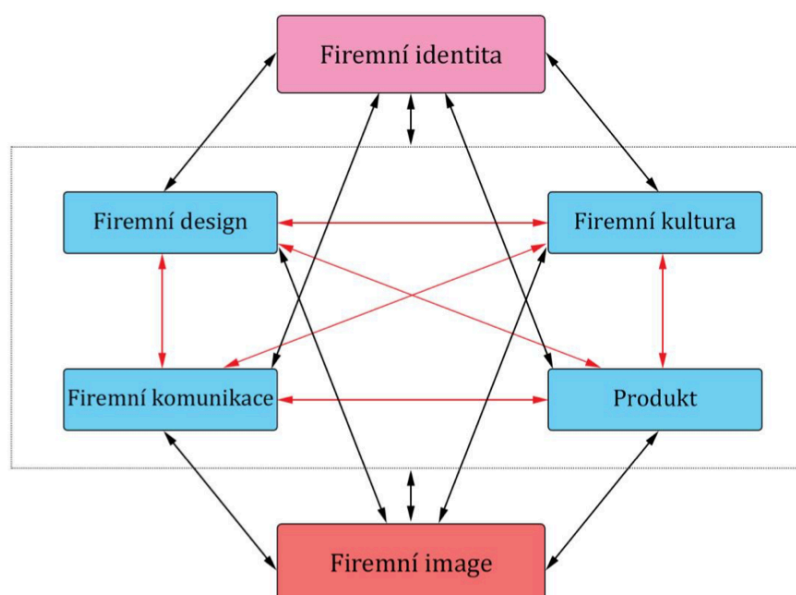 Firemní identita
Firemní design
Firemní kultura
Firemní komunikace
Produkt
Firemní image